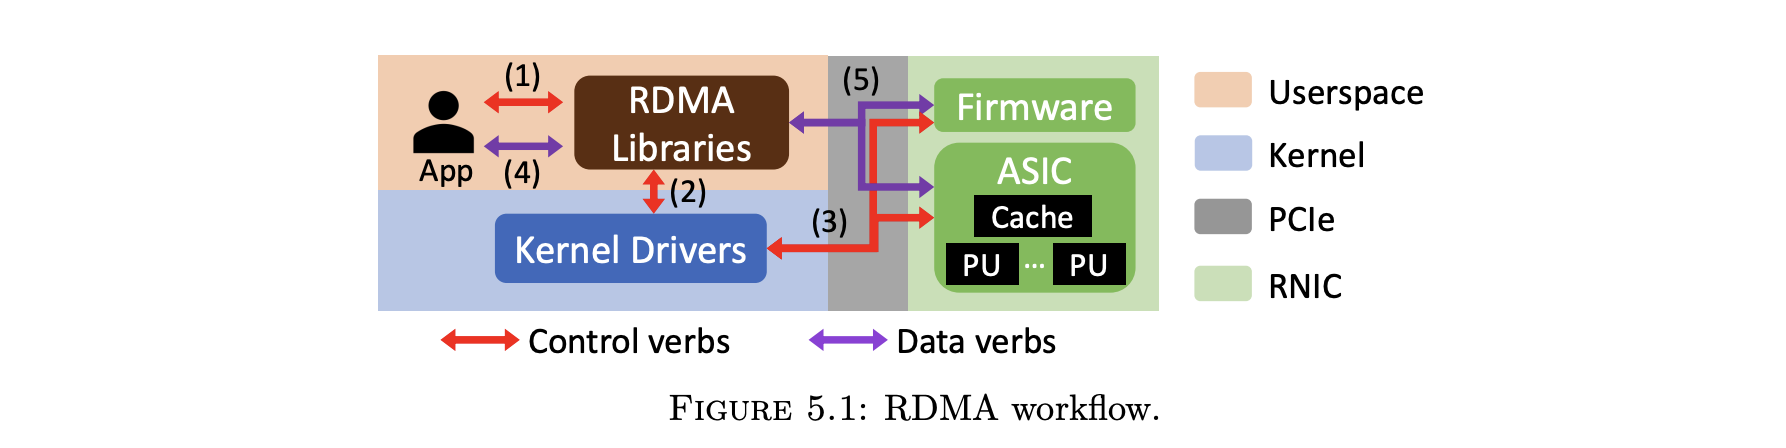 (1)
(4)
App
RDMA
Libraries
(2)
Kernel Drivers
(3)
(5)
Firmware
ASIC
Cache
PU ... PU
Userspace
Kernel
PCIe
RNIC
Control verbs
Data verbs
FIGURE 5.1: RDMA workflow.